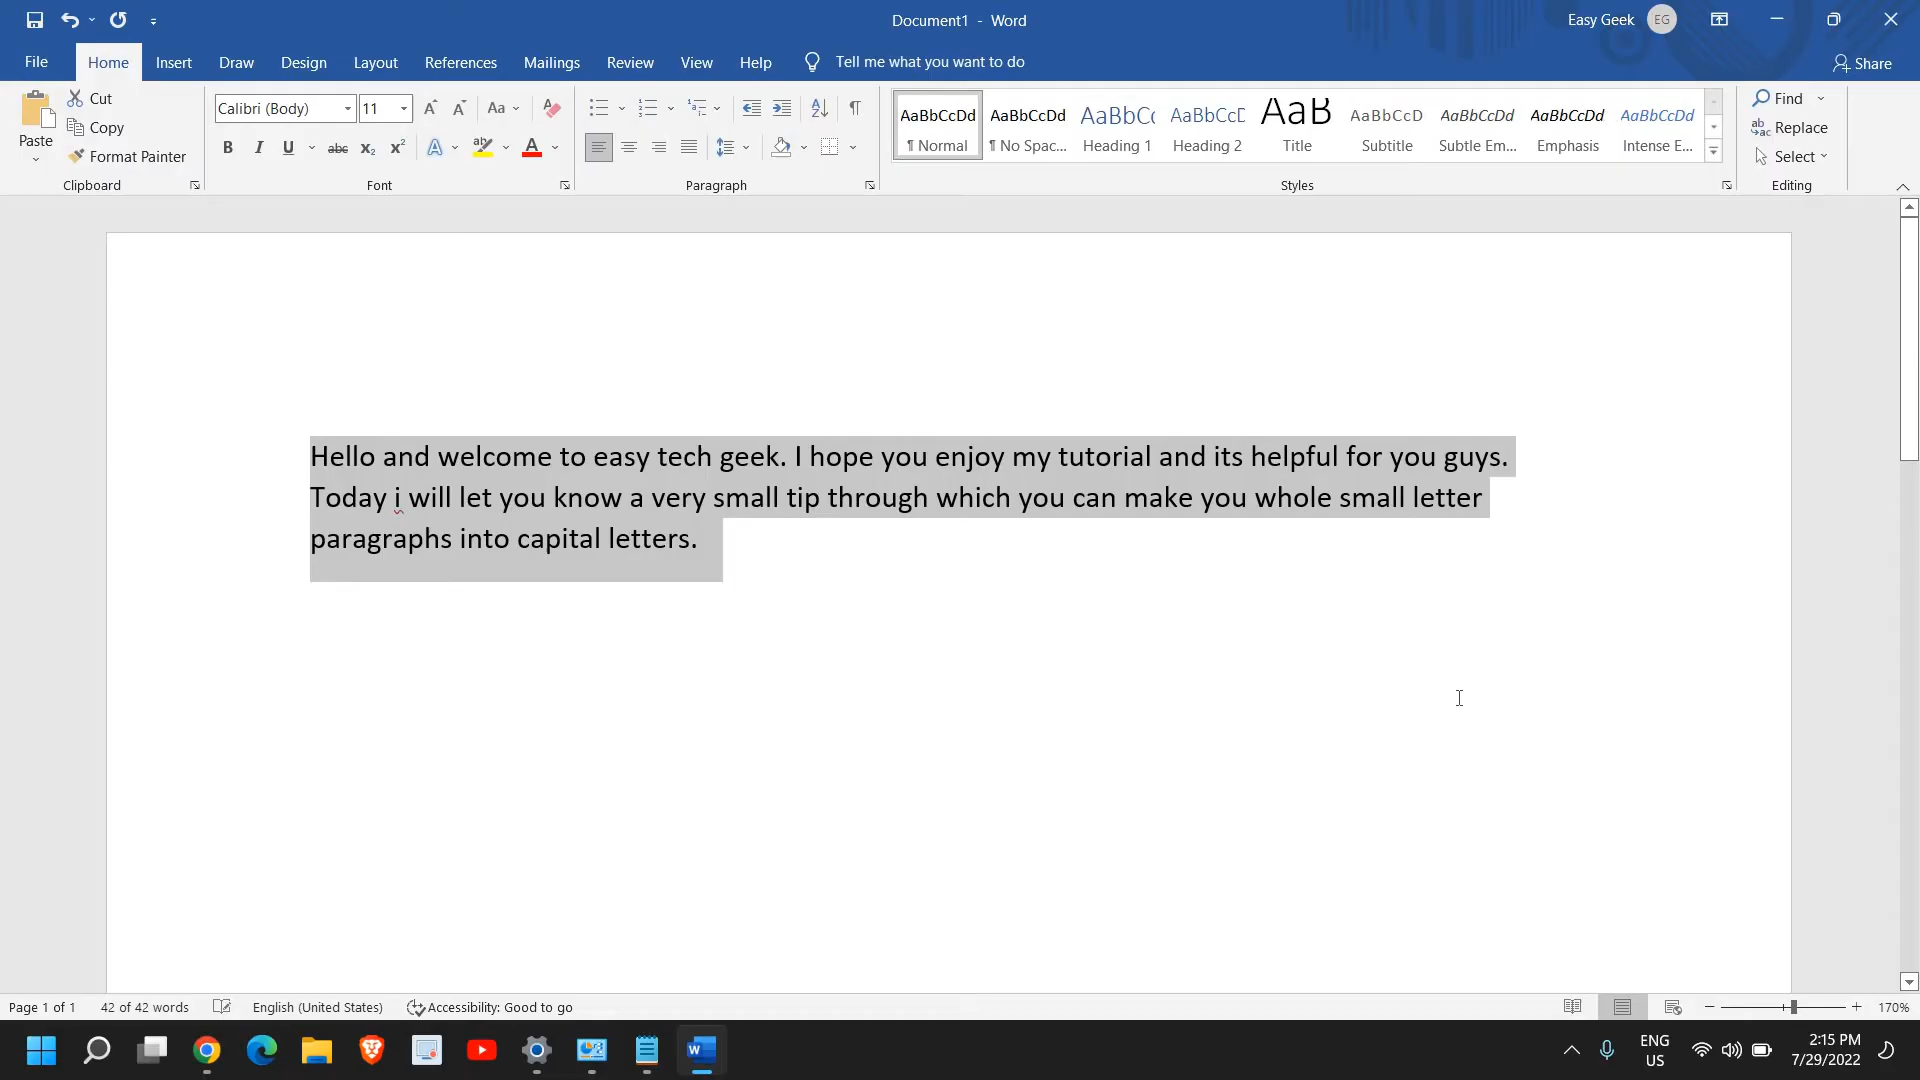 Document1 - Word
Easy Geek
EG
File
Home
Insert
Draw
Design
Layout
References
Mailings
Review
View
Help
Tell me what you want to do
Share
Paste
Cut
Copy
Format Painter
Clipboard
Calibri (Body)
11
Aa
B
I
U
abc
x₂
x²
A
ab
A
Font
Paragraph
AaBbCcDd
¶ Normal
AaBbCcDd
¶ No Spac...
AaBbC
Heading 1
AaBbCcD
Heading 2
AaB
Title
AaBbCcD
Subtitle
AaBbCcDd
Subtle Em...
AaBbCcDd
Emphasis
AaBbCcDd
Intense E...
Styles
Find
Replace
Select
Editing
Hello and welcome to easy tech geek. I hope you enjoy my tutorial and its helpful for you guys.
Today i will let you know a very small tip through which you can make you whole small letter
paragraphs into capital letters.
Page 1 of 1
42 of 42 words
English (United States)
Accessibility: Good to go
170%
ENG
US
2:15 PM
7/29/2022